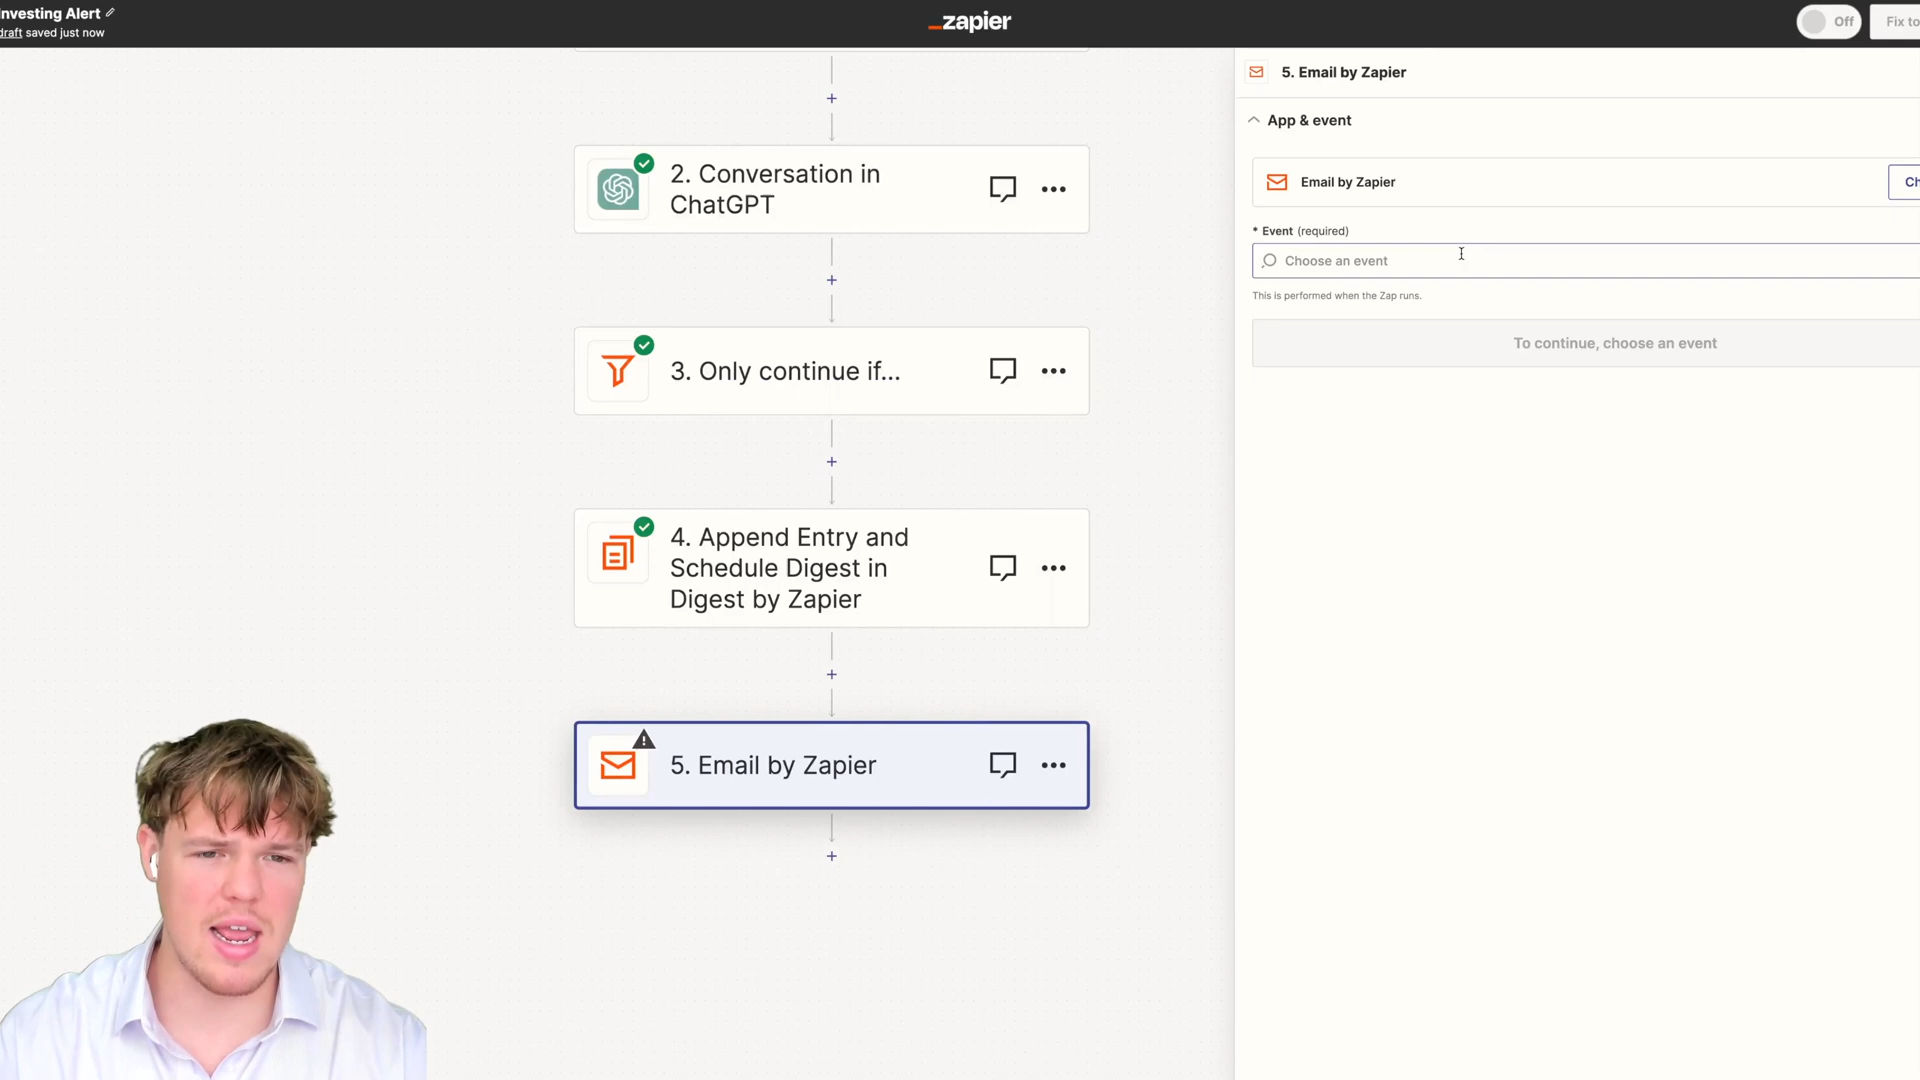 nvesting Alert
draft saved just now
_zapier
Off
Fix to
2. Conversation in
ChatGPT
3. Only continue if...
4. Append Entry and
Schedule Digest in
Digest by Zapier
5. Email by Zapier
5. Email by Zapier
App & event
Email by Zapier
Ch
* Event (required)
Choose an event
This is performed when the Zap runs.
To continue, choose an event